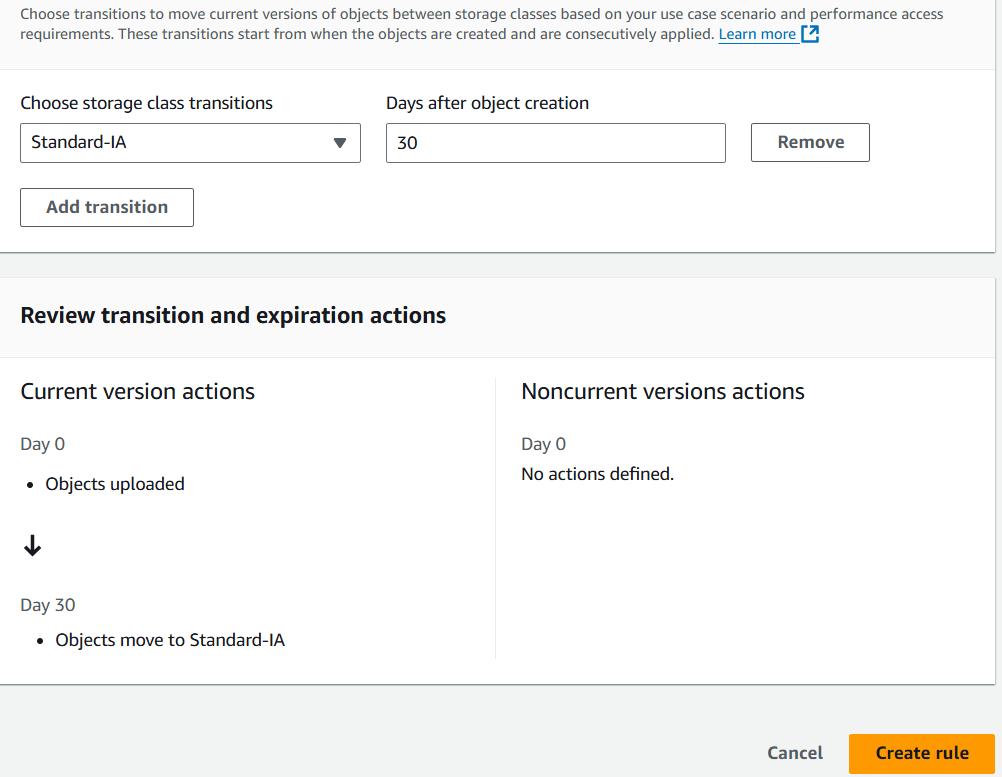 Choose transitions to move current versions of objects between storage classes based on your use case scenario and performance access
requirements. These transitions start from when the objects are created and are consecutively applied. Learn more
Choose storage class transitions
Days after object creation
Standard-IA
30
Remove
Add transition
Review transition and expiration actions
Current version actions
Day 0
• Objects uploaded
Day 30
• Objects move to Standard-IA
Noncurrent versions actions
Day 0
No actions defined.
Cancel
Create rule